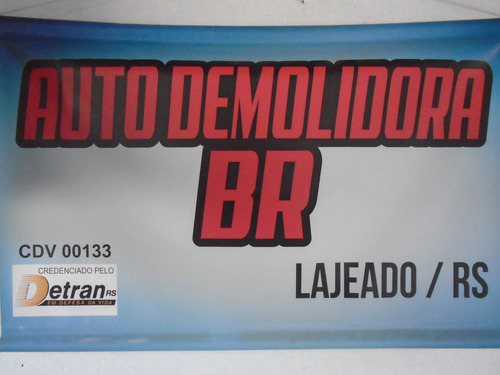 AUTO DEMOLIDORA
BR
CDV 00133
CREDENCIADO PELO
Detran RS
EM DEFESA DA VIDA
LAJEADO / RS